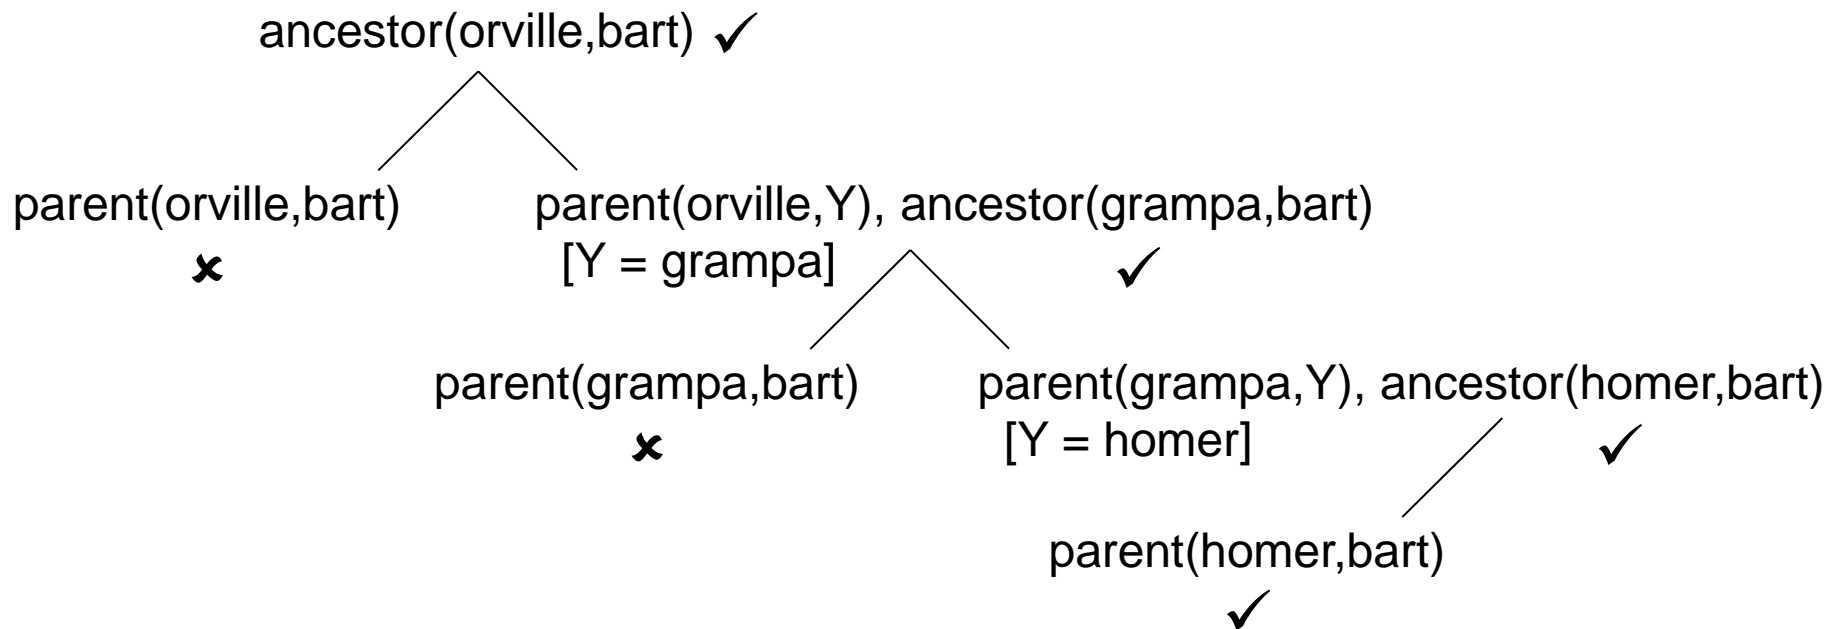 ancestor(orville,bart) ✓
parent(orville,bart) parent(orville,Y), ancestor(grampa,bart)
✘ [Y = grampa] ✓
parent(grampa,bart) parent(grampa,Y), ancestor(homer,bart)
✘ [Y = homer] ✓
parent(homer,bart)
✓